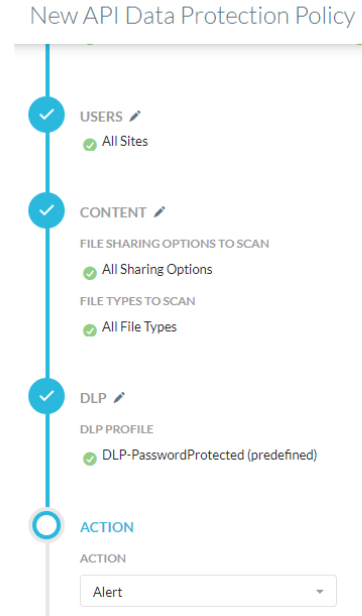 New API Data Protection Policy
USERS
All Sites
CONTENT
FILE SHARING OPTIONS TO SCAN
All Sharing Options
FILE TYPES TO SCAN
All File Types
DLP
DLP PROFILE
DLP-PasswordProtected (predefined)
ACTION
ACTION
Alert